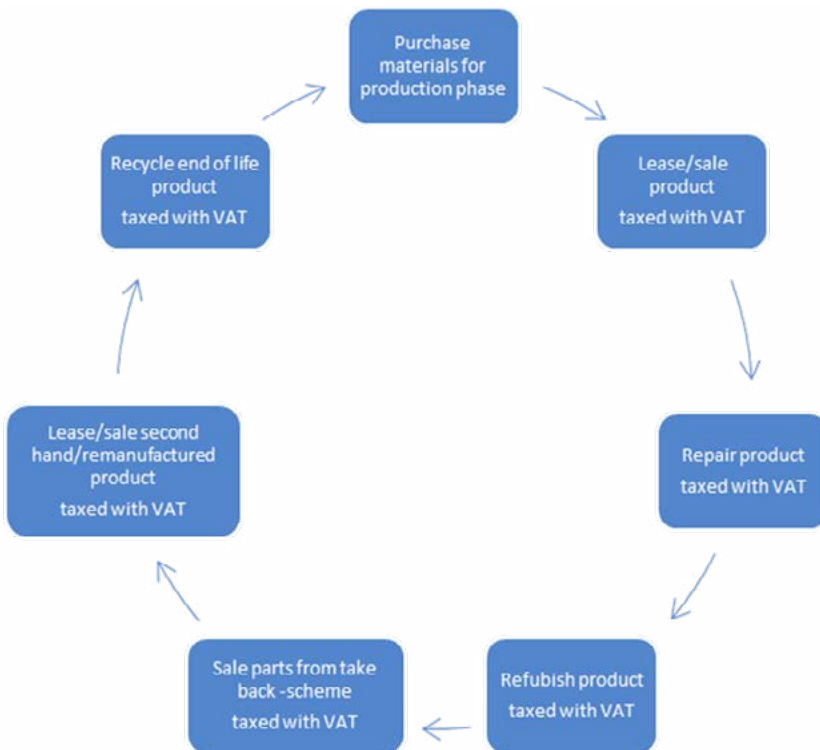 Purchase
materials for
production phase
Lease/sale
product
taxed with VAT
Repair product
taxed with VAT
Refubish product
taxed with VAT
Sale parts from take
back -scheme
taxed with VAT
Lease/sale second
hand/remanufactured
product
taxed with VAT
Recycle end of life
product
taxed with VAT